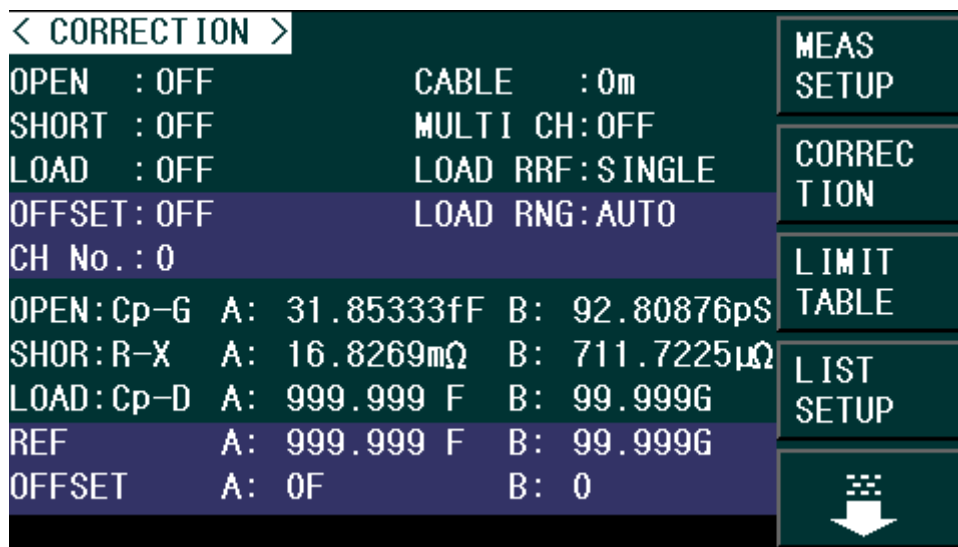 < CORRECTION >
OPEN  :OFF          CABLE   :0m
SHORT :OFF          MULTI CH:OFF
LOAD  :OFF          LOAD RRF:SINGLE
OFFSET:OFF          LOAD RNG:AUTO
CH No.:0
OPEN:Cp-G  A: 31.85333fF  B: 92.80876pS
SHOR:R-X   A: 16.8269mΩ   B: 711.7225µΩ
LOAD:Cp-D  A: 999.999 F   B: 99.999G
REF        A: 999.999 F   B: 99.999G
OFFSET     A: 0F          B: 0
MEAS
SETUP
CORREC
TION
LIMIT
TABLE
LIST
SETUP